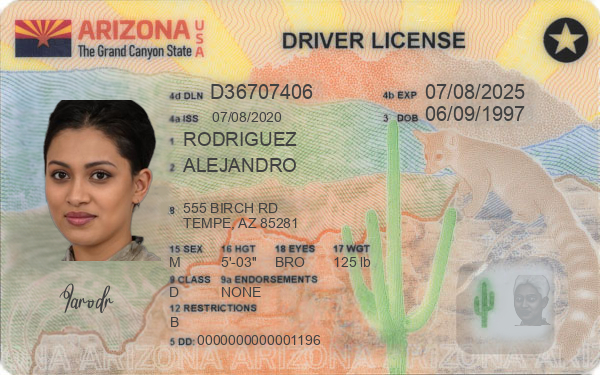 ARIZONA USA
The Grand Canyon State
DRIVER LICENSE
4d DLN D36707406
4b EXP 07/08/2025
4a ISS 07/08/2020
3 DOB 06/09/1997
1 RODRIGUEZ
2 ALEJANDRO
8 555 BIRCH RD
TEMPE, AZ 85281
15 SEX 16 HGT 18 EYES 17 WGT
M 5'-03" BRO 125 lb
9 CLASS 9a ENDORSEMENTS
D NONE
12 RESTRICTIONS
B
5 DD: 0000000000001196
Jarodr
ARIZONA ARIZONA ARIZONA ARIZONA